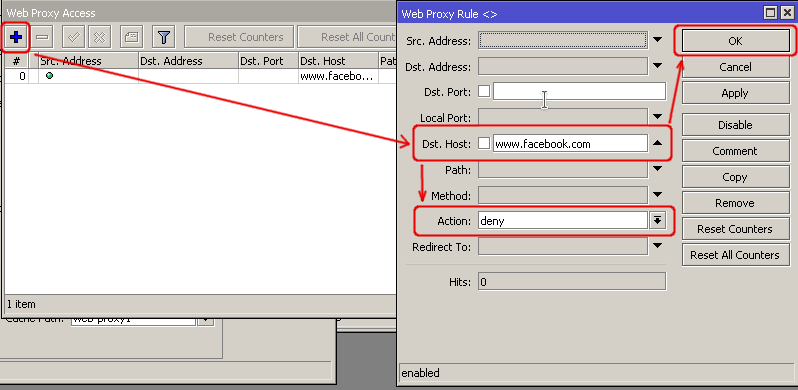 Web Proxy Access
Reset Counters
Reset All Coun
#
Src. Address
Dst. Address
Dst. Port
Dst. Host
Pat
0
www.facebo...
1 item
Cache Path:
web-proxy1
Web Proxy Rule <>
Src. Address:
Dst. Address:
Dst. Port:
Local Port:
Dst. Host:
www.facebook.com
Path:
Method:
Action:
deny
Redirect To:
Hits:
0
OK
Cancel
Apply
Disable
Comment
Copy
Remove
Reset Counters
Reset All Counters
enabled